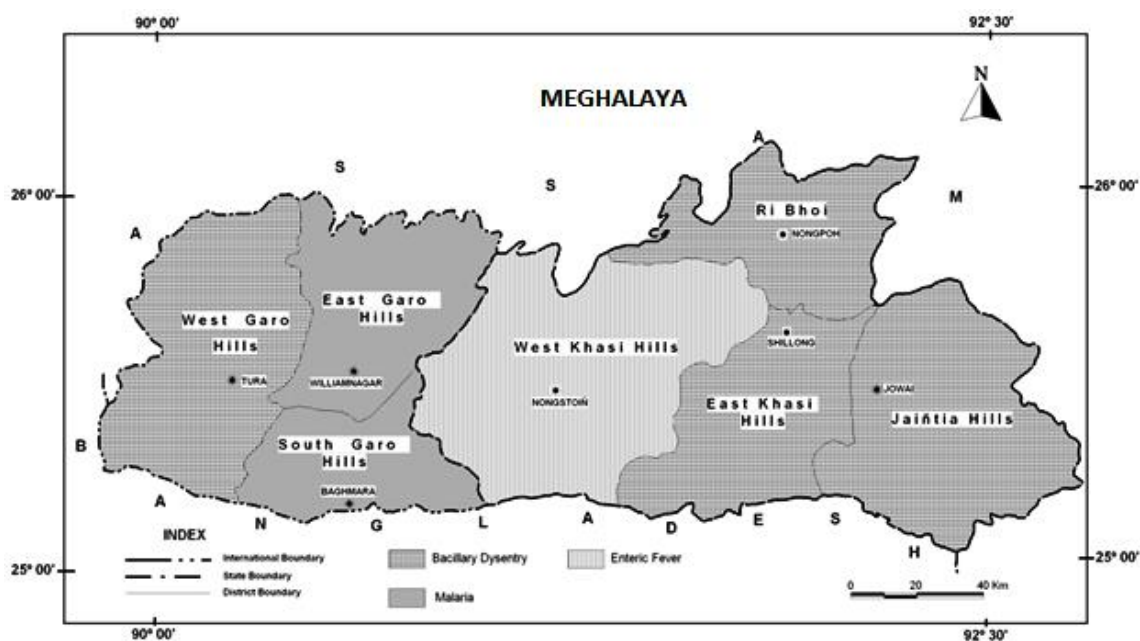 90° 00'
92° 30'
MEGHALAYA
N
A
S
S
26° 00'
26° 00'
M
A
Ri Bhoi
NONGPOH
East Garo
Hills
West Garo
Hills
West Khasi Hills
SHILLONG
TURA
WILLIAMNAGAR
I
NONGSTOIÑ
JOWAI
East Khasi
Hills
Jaiñtia Hills
B
South Garo
Hills
BAGHMARA
A
N
G
L
A
D
E
S
H
INDEX
International Boundary
State Boundary
District Boundary
Bacillary Dysentry
Enteric Fever
Malaria
0 20 40 Km
25° 00'
25° 00'
90° 00'
92° 30'